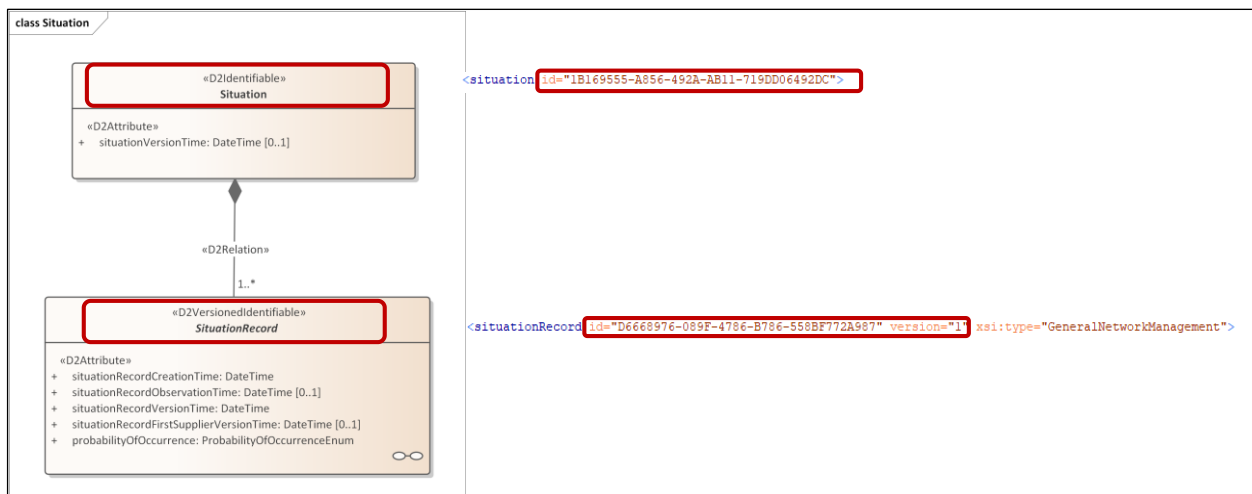 class Situation
«D2Identifiable»
Situation
«D2Attribute»
+ situationVersionTime: DateTime [0..1]
<situation id="1B169555-A856-492A-AB11-719DD06492DC">
«D2Relation»
1..*
«D2VersionedIdentifiable»
SituationRecord
<situationRecord id="D6668976-089F-4786-B786-558BF772A987" version="1" xsi:type="GeneralNetworkManagement">
«D2Attribute»
+ situationRecordCreationTime: DateTime
+ situationRecordObservationTime: DateTime [0..1]
+ situationRecordVersionTime: DateTime
+ situationRecordFirstSupplierVersionTime: DateTime [0..1]
+ probabilityOfOccurrence: ProbabilityOfOccurrenceEnum